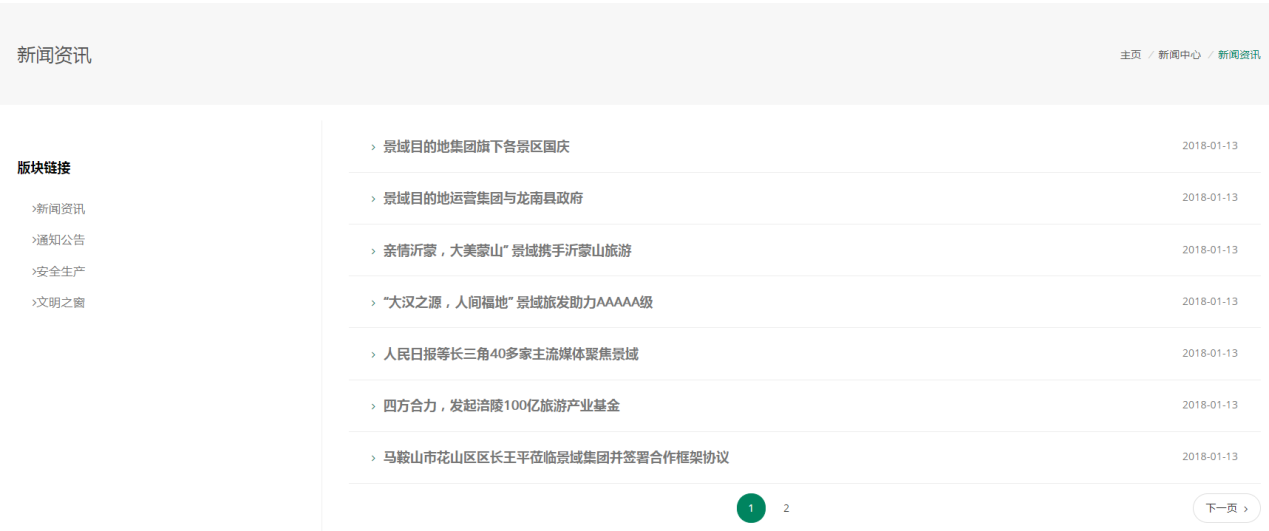 新闻资讯
主页 / 新闻中心 / 新闻资讯
版块链接
›新闻资讯
›通知公告
›安全生产
›文明之窗
› 景域目的地集团旗下各景区国庆 2018-01-13
› 景域目的地运营集团与龙南县政府 2018-01-13
› 亲情沂蒙，大美蒙山” 景域携手沂蒙山旅游 2018-01-13
› “大汉之源，人间福地” 景域旅发助力AAAAA级 2018-01-13
› 人民日报等长三角40多家主流媒体聚焦景域 2018-01-13
› 四方合力，发起涪陵100亿旅游产业基金 2018-01-13
› 马鞍山市花山区区长王平莅临景域集团并签署合作框架协议 2018-01-13
1 2 下一页 ›